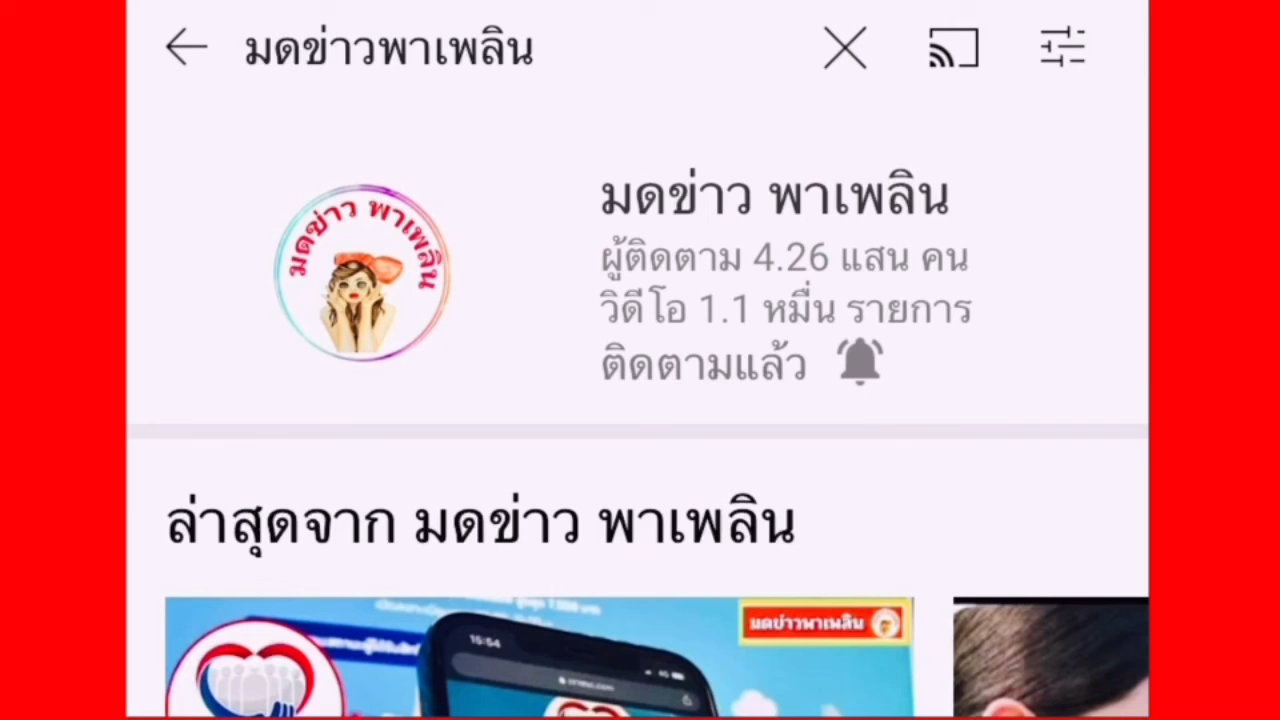 มดข่าวพาเพลิน
มดข่าว พาเพลิน
มดข่าว พาเพลิน
ผู้ติดตาม 4.26 แสน คน
วิดีโอ 1.1 หมื่น รายการ
ติดตามแล้ว
ล่าสุดจาก มดข่าว พาเพลิน
มดข่าวพาเพลิน
15:54